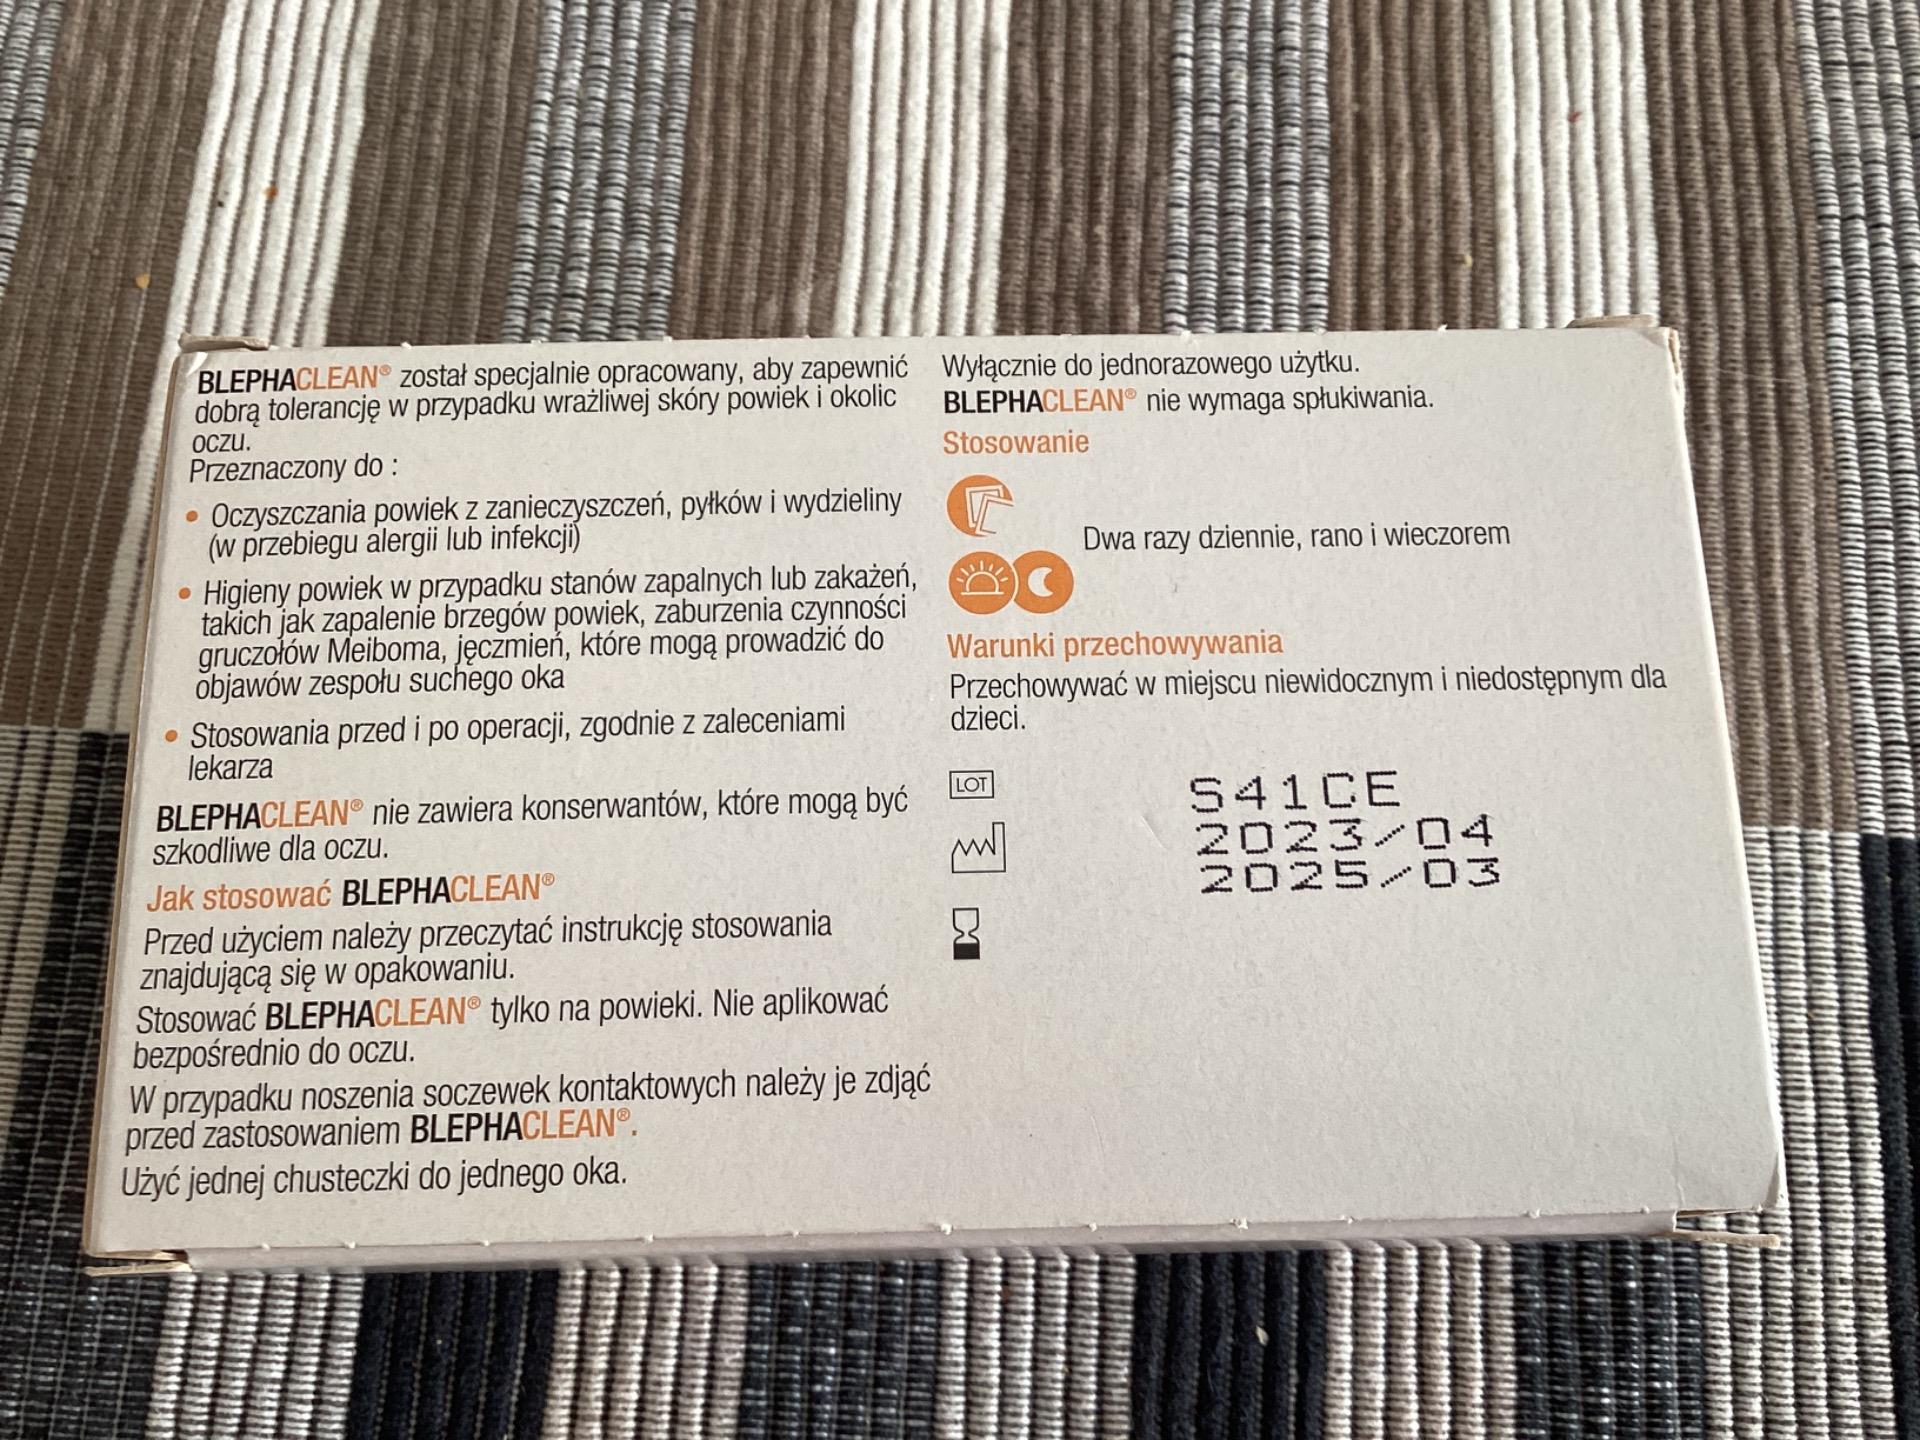 BLEPHACLEAN® został specjalnie opracowany, aby zapewnić
dobrą tolerancję w przypadku wrażliwej skóry powiek i okolic
oczu.
Przeznaczony do :
• Oczyszczania powiek z zanieczyszczeń, pyłków i wydzieliny
(w przebiegu alergii lub infekcji)
• Higieny powiek w przypadku stanów zapalnych lub zakażeń,
takich jak zapalenie brzegów powiek, zaburzenia czynności
gruczołów Meiboma, jęczmień, które mogą prowadzić do
objawów zespołu suchego oka
• Stosowania przed i po operacji, zgodnie z zaleceniami
lekarza
BLEPHACLEAN® nie zawiera konserwantów, które mogą być
szkodliwe dla oczu.
Jak stosować BLEPHACLEAN®
Przed użyciem należy przeczytać instrukcję stosowania
znajdującą się w opakowaniu.
Stosować BLEPHACLEAN® tylko na powieki. Nie aplikować
bezpośrednio do oczu.
W przypadku noszenia soczewek kontaktowych należy je zdjąć
przed zastosowaniem BLEPHACLEAN®.
Użyć jednej chusteczki do jednego oka.
Wyłącznie do jednorazowego użytku.
BLEPHACLEAN® nie wymaga spłukiwania.
Stosowanie
Dwa razy dziennie, rano i wieczorem
Warunki przechowywania
Przechowywać w miejscu niewidocznym i niedostępnym dla
dzieci.
LOT S41CE
2023/04
2025/03